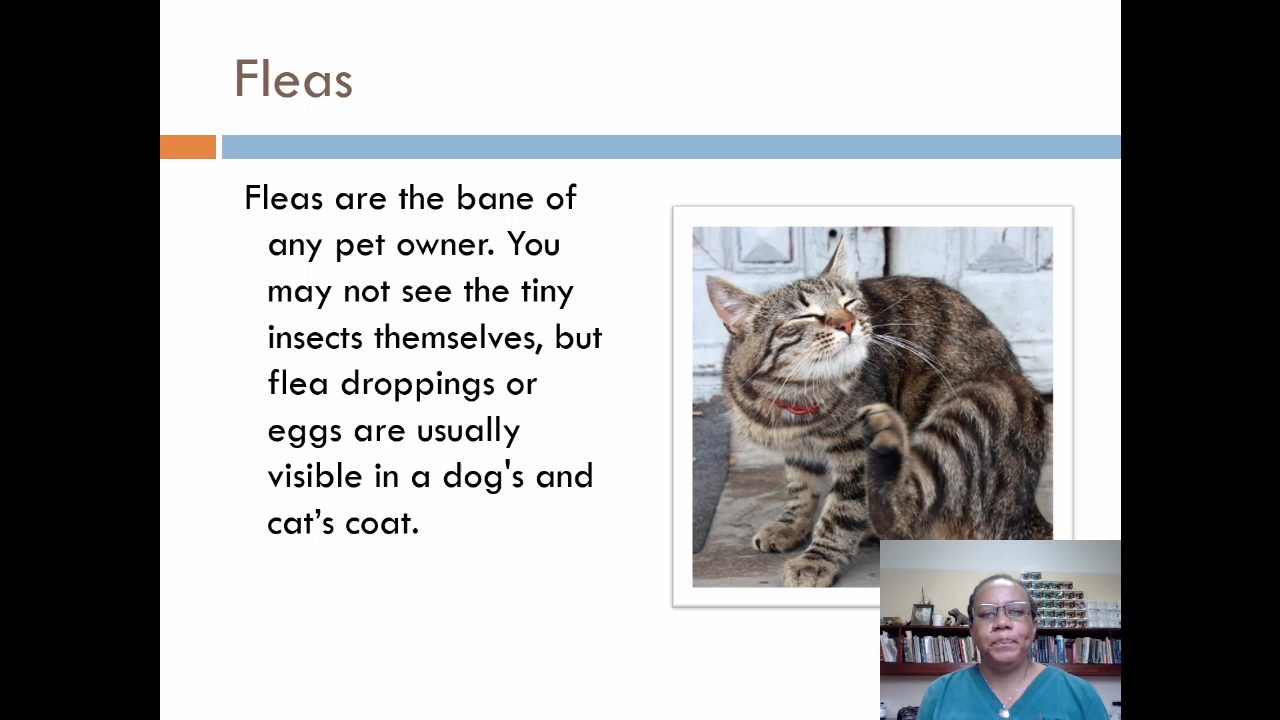 Fleas
Fleas are the bane of
any pet owner. You
may not see the tiny
insects themselves, but
flea droppings or
eggs are usually
visible in a dog's and
cat’s coat.